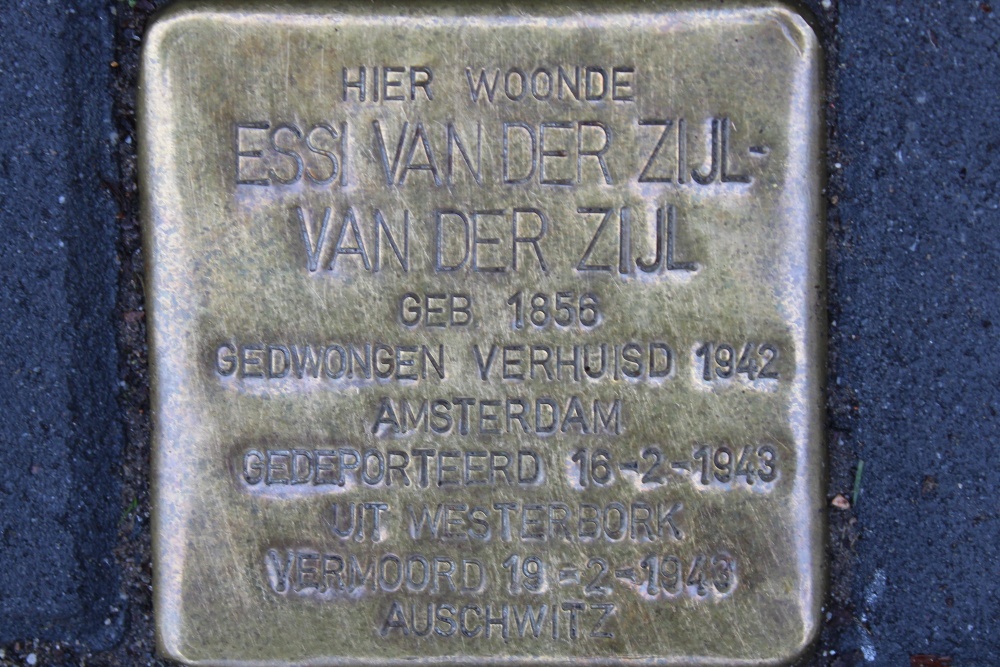 HIER WOONDE
ESSI VAN DER ZIJL-
VAN DER ZIJL
GEB. 1856
GEDWONGEN VERHUISD 1942
AMSTERDAM
GEDEPORTEERD 16-2-1943
UIT WESTERBORK
VERMOORD 19-2-1943
AUSCHWITZ